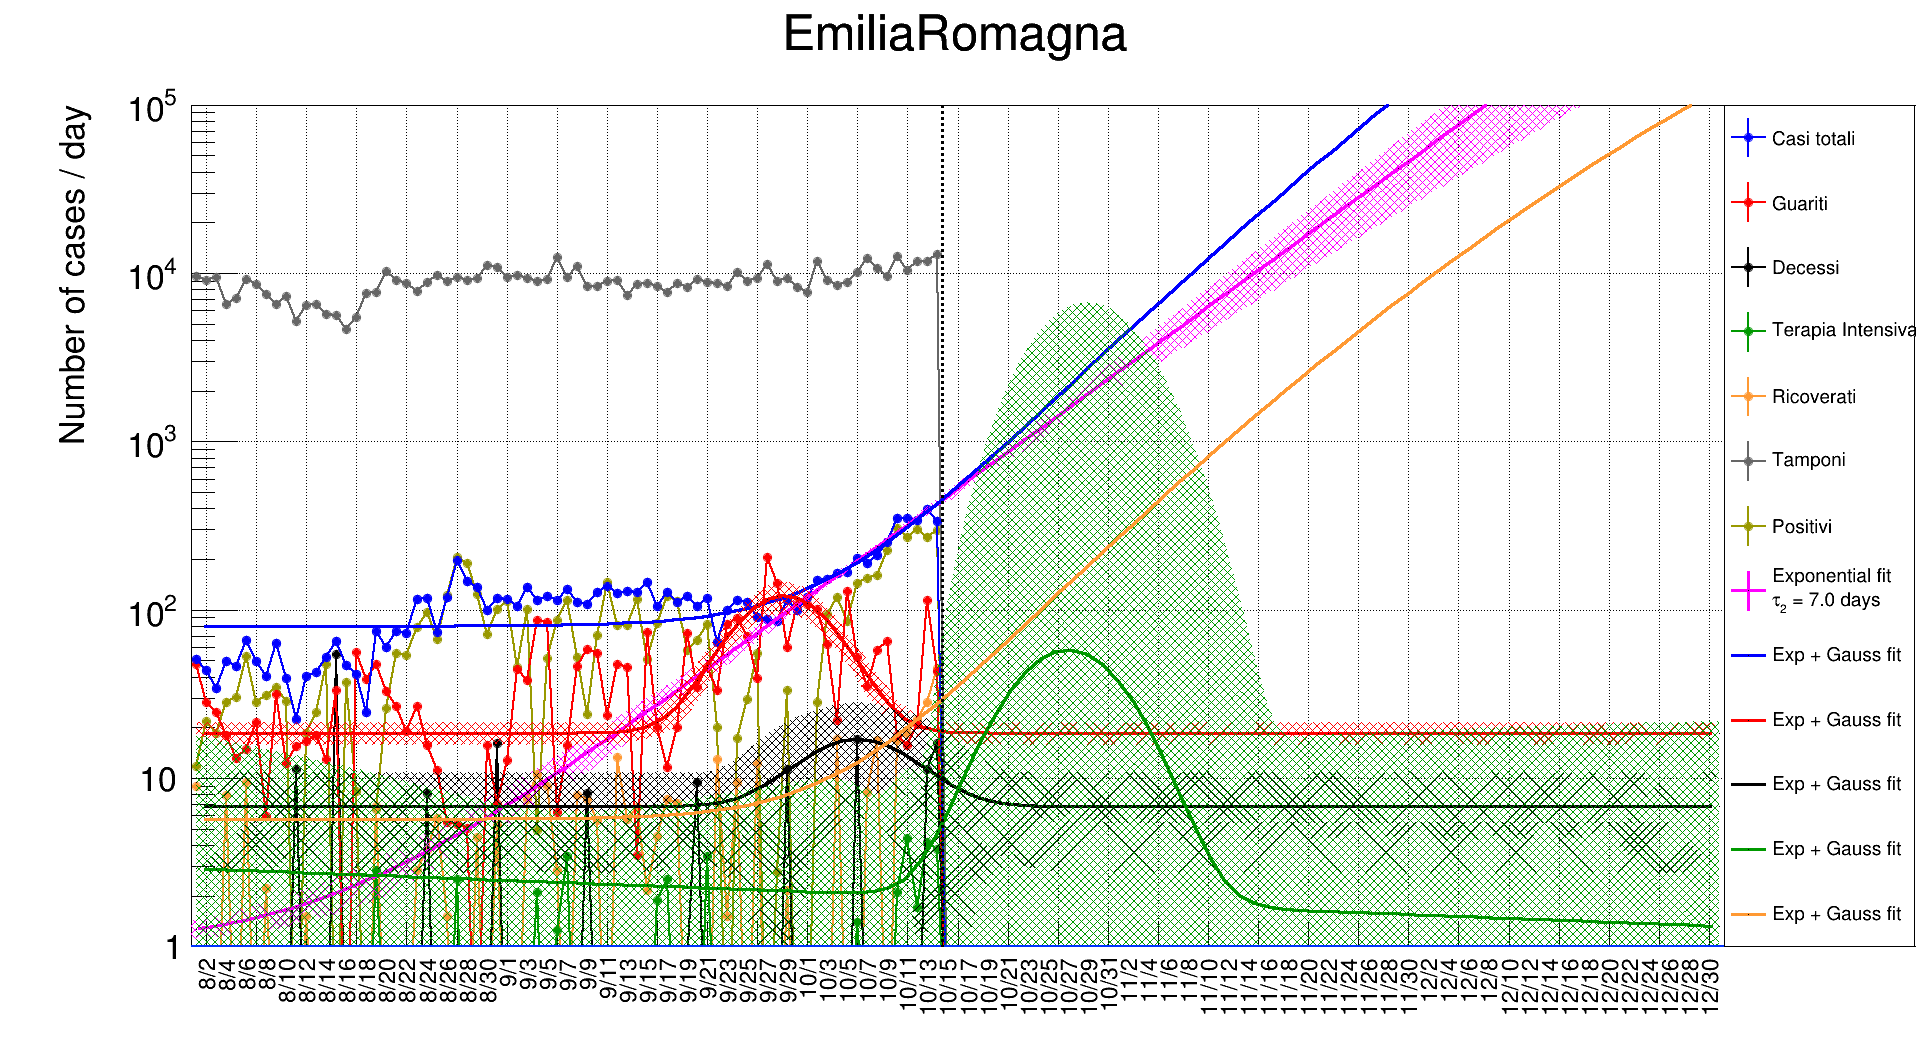 EmiliaRomagna
Number of cases / day
10^5
10^4
10^3
10^2
10
1
8/2 8/4 8/6 8/8 8/10 8/12 8/14 8/16 8/18 8/20 8/22 8/24 8/26 8/28 8/30 9/1 9/3 9/5 9/7 9/9 9/11 9/13 9/15 9/17 9/19 9/21 9/23 9/25 9/27 9/29 10/1 10/3 10/5 10/7 10/9 10/11 10/13 10/15 10/17 10/19 10/21 10/23 10/25 10/27 10/29 10/31 11/2 11/4 11/6 11/8 11/10 11/12 11/14 11/16 11/18 11/20 11/22 11/24 11/26 11/28 11/30 12/2 12/4 12/6 12/8 12/10 12/12 12/14 12/16 12/18 12/20 12/22 12/24 12/26 12/28 12/30
Casi totali
Guariti
Decessi
Terapia Intensiva
Ricoverati
Tamponi
Positivi
Exponential fit
τ₂ = 7.0 days
Exp + Gauss fit
Exp + Gauss fit
Exp + Gauss fit
Exp + Gauss fit
Exp + Gauss fit